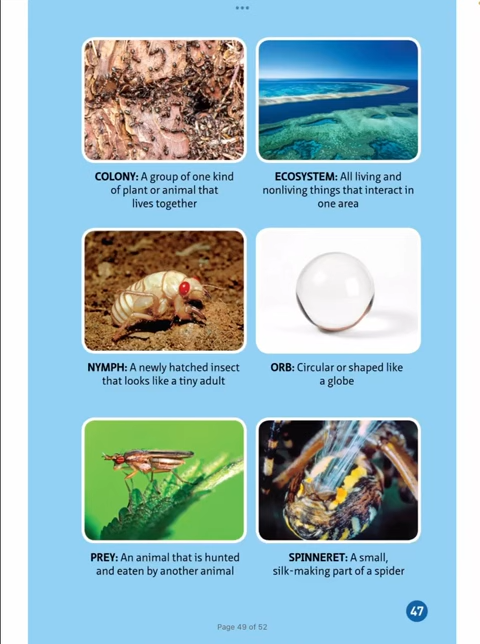 COLONY: A group of one kind
of plant or animal that
lives together
ECOSYSTEM: All living and
nonliving things that interact in
one area
NYMPH: A newly hatched insect
that looks like a tiny adult
ORB: Circular or shaped like
a globe
PREY: An animal that is hunted
and eaten by another animal
SPINNERET: A small,
silk-making part of a spider
47
Page 49 of 52